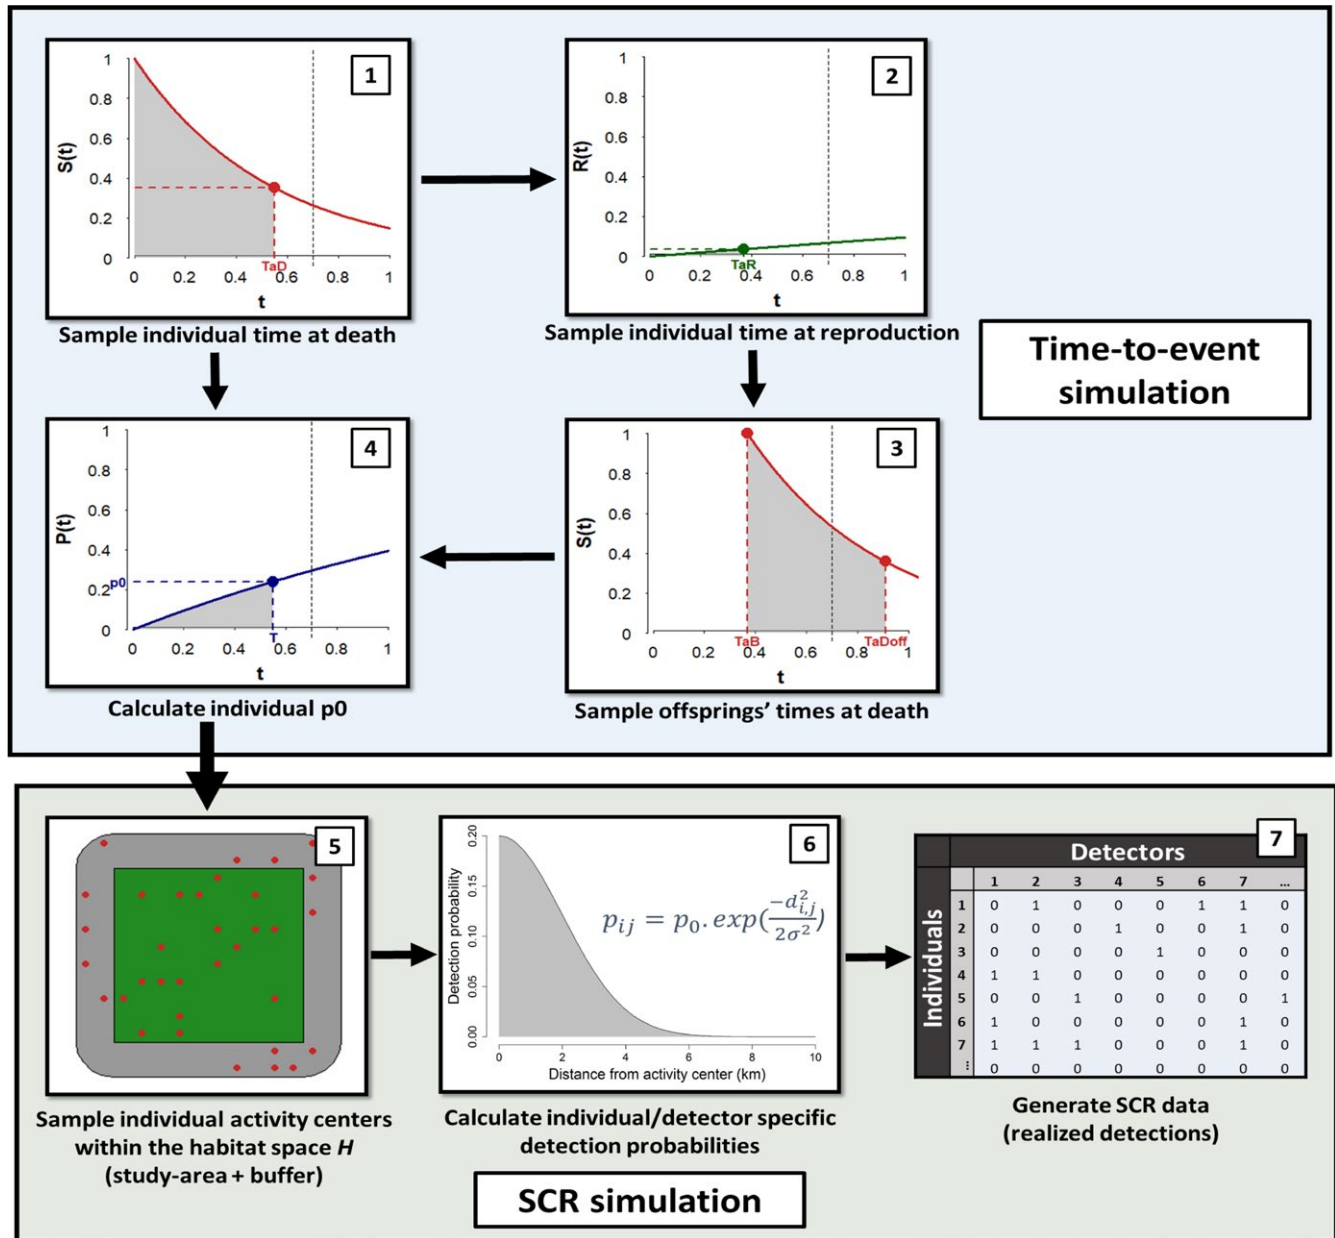 1
S(t)
1
0.8
0.6
0.4
0.2
0
TaD
0 0.2 0.4 0.6 0.8 1
t
Sample individual time at death
2
R(t)
1
0.8
0.6
0.4
0.2
0
TaR
0 0.2 0.4 0.6 0.8 1
t
Sample individual time at reproduction
Time-to-event
simulation
4
P(t)
1
0.8
0.6
0.4
0.2
0
p0
T
0 0.2 0.4 0.6 0.8 1
t
Calculate individual p0
3
S(t)
1
0.8
0.6
0.4
0.2
0
TaB TaDoff
0 0.2 0.4 0.6 0.8 1
t
Sample offsprings' times at death
5
Sample individual activity centers
within the habitat space H
(study-area + buffer)
6
Detection probability
0.20
0.15
0.10
0.05
0.00
p_ij = p_0 . exp(-d²_i,j / 2σ²)
0 2 4 6 8 10
Distance from activity center (km)
Calculate individual/detector specific
detection probabilities
7
Detectors
Individuals
1 2 3 4 5 6 7 ...
1 0 1 0 0 0 1 1 0
2 0 0 0 1 0 0 1 0
3 0 0 0 0 1 0 0 0
4 1 1 0 0 0 0 0 0
5 0 0 1 0 0 0 0 1
6 1 0 0 0 0 0 1 0
7 1 1 1 0 0 0 1 0
⋮ 0 0 0 0 0 0 0 0
Generate SCR data
(realized detections)
SCR simulation